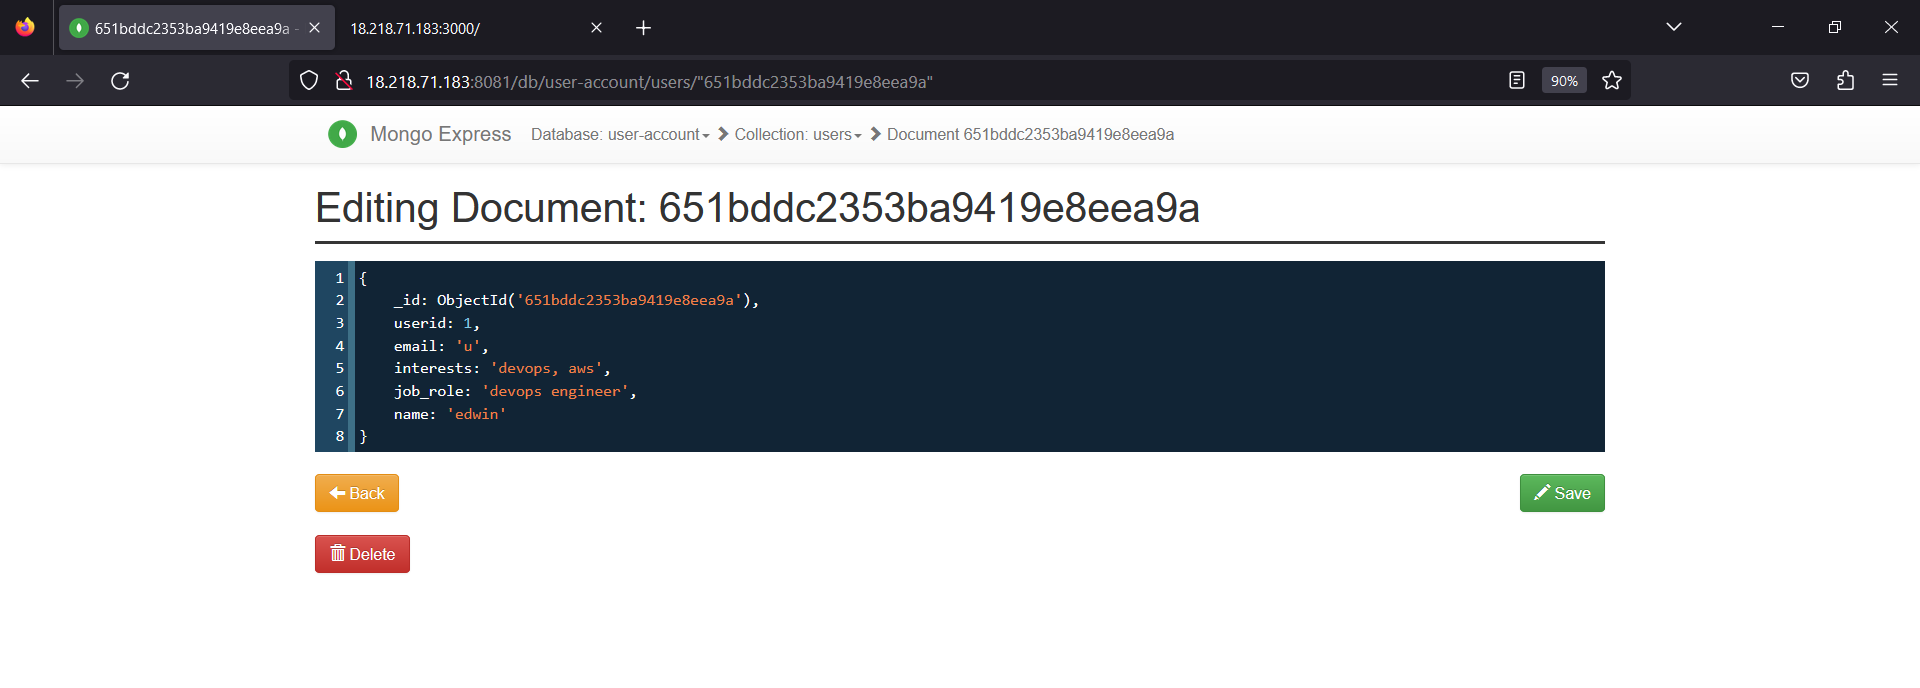 651bddc2353ba9419e8eea9a -
18.218.71.183:3000/
18.218.71.183:8081/db/user-account/users/"651bddc2353ba9419e8eea9a"
90%
Mongo Express
Database: user-account
Collection: users
Document 651bddc2353ba9419e8eea9a
Editing Document: 651bddc2353ba9419e8eea9a
1 {
2 _id: ObjectId('651bddc2353ba9419e8eea9a'),
3 userid: 1,
4 email: 'u',
5 interests: 'devops, aws',
6 job_role: 'devops engineer',
7 name: 'edwin'
8 }
Back
Save
Delete